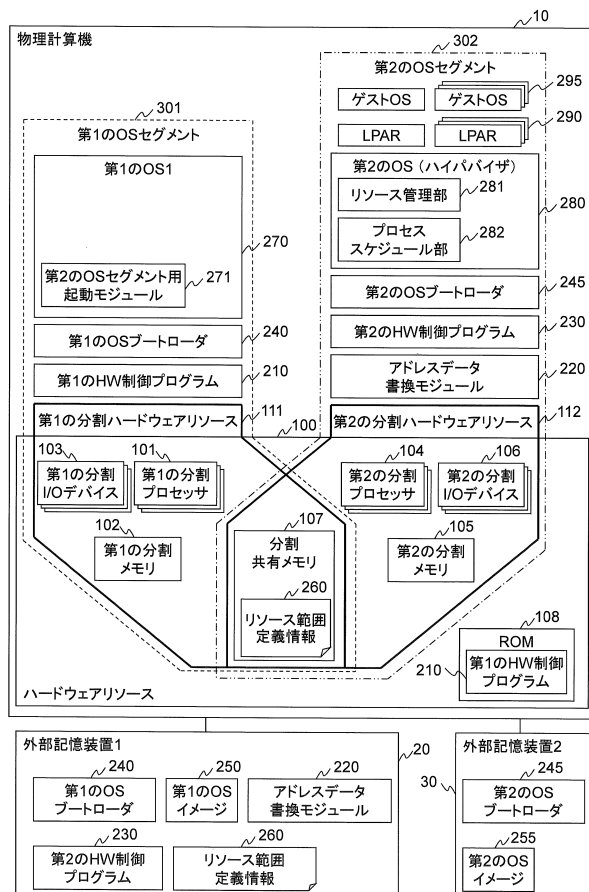 10
物理計算機
302
第2のOSセグメント
295
ゲストOS
ゲストOS
290
LPAR
LPAR
301
第1のOSセグメント
第1のOS1
270
第2のOSセグメント用
起動モジュール
271
第2のOS(ハイパバイザ)
リソース管理部
281
280
プロセス
スケジュール部
282
第2のOSブートローダ
245
第1のOSブートローダ
240
第2のHW制御プログラム
230
第1のHW制御プログラム
210
アドレスデータ
書換モジュール
220
第1の分割ハードウェアリソース
111
100
第2の分割ハードウェアリソース
112
103
第1の分割
I/Oデバイス
101
第1の分割
プロセッサ
104
第2の分割
プロセッサ
106
第2の分割
I/Oデバイス
102
第1の分割
メモリ
107
分割
共有メモリ
105
第2の分割
メモリ
260
リソース範囲
定義情報
108
ROM
210
第1のHW制御
プログラム
ハードウェアリソース
外部記憶装置1
20
240
第1のOS
ブートローダ
250
第1のOS
イメージ
220
アドレスデータ
書換モジュール
230
第2のHW制御
プログラム
260
リソース範囲
定義情報
外部記憶装置2
30
245
第2のOS
ブートローダ
255
第2のOS
イメージ